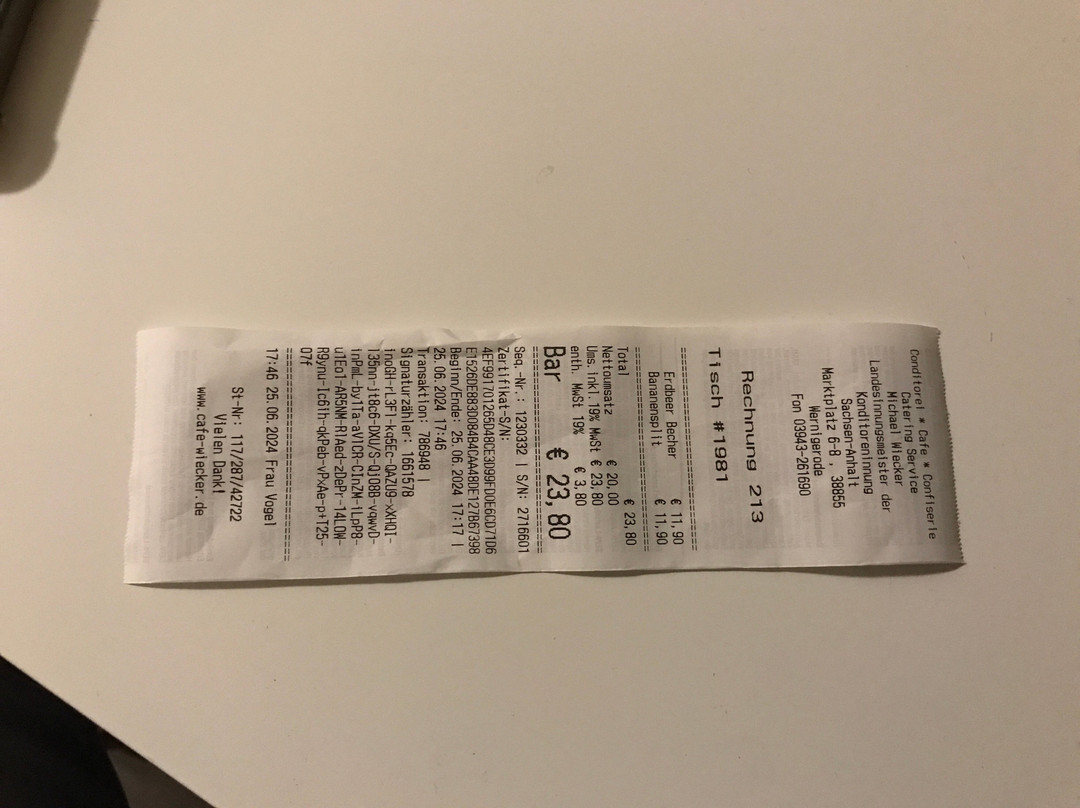 Conditorei * Cafe * Confiserie
Catering Service
Michael Wiecker
Landesinnungsmeister der
Konditoreninnung
Sachsen-Anhalt
Marktplatz 6-8 , 38855
Wernigerode
Fon 03943-261690
Rechnung 213
Tisch #1981
Erdbeer Becher € 11,90
Bananensplit € 11,90
Total € 23,80
Nettoumsatz € 20,00
Ums. inkl. 19% MwSt € 23,80
enth. MwSt 19% € 3,80
Bar € 23,80
Seq.-Nr.: 1230332 | S/N: 2716601
Zertifikat-S/N:
Beginn/Ende: 25.06.2024 17:17 |
25.06.2024 17:46
Transaktion: 786948 |
Signaturzähler: 1661578
07f
17:46 25.06.2024 Frau Vogel
St-Nr: 117/287/42722
Vielen Dank!
www.cafe-wiecker.de